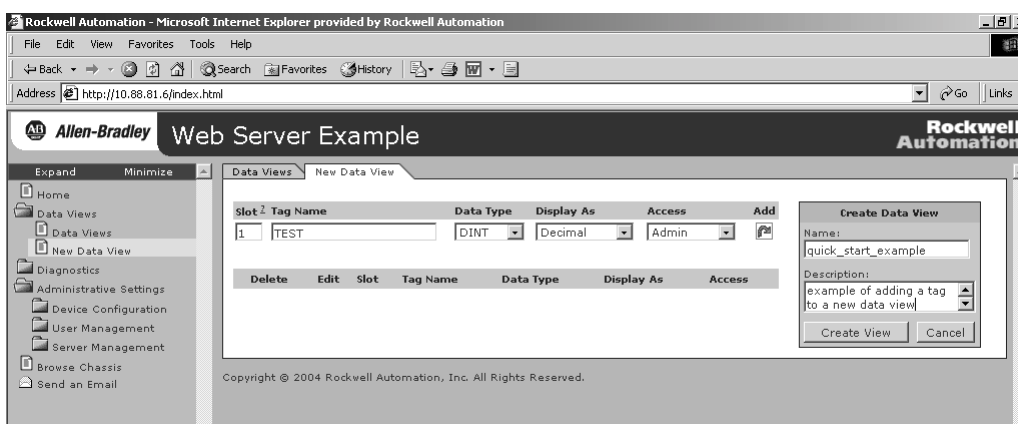 Rockwell Automation - Microsoft Internet Explorer provided by Rockwell Automation
File Edit View Favorites Tools Help
Back Search Favorites History
Address http://10.88.81.6/index.html Go Links
AB Allen-Bradley Web Server Example Rockwell Automation
Expand Minimize
Home
Data Views
Data Views
New Data View
Diagnostics
Administrative Settings
Device Configuration
User Management
Server Management
Browse Chassis
Send an Email
Data Views New Data View
Slot ? Tag Name Data Type Display As Access Add
1 TEST DINT Decimal Admin
Delete Edit Slot Tag Name Data Type Display As Access
Create Data View
Name:
quick_start_example
Description:
example of adding a tag
to a new data view
Create View Cancel
Copyright © 2004 Rockwell Automation, Inc. All Rights Reserved.